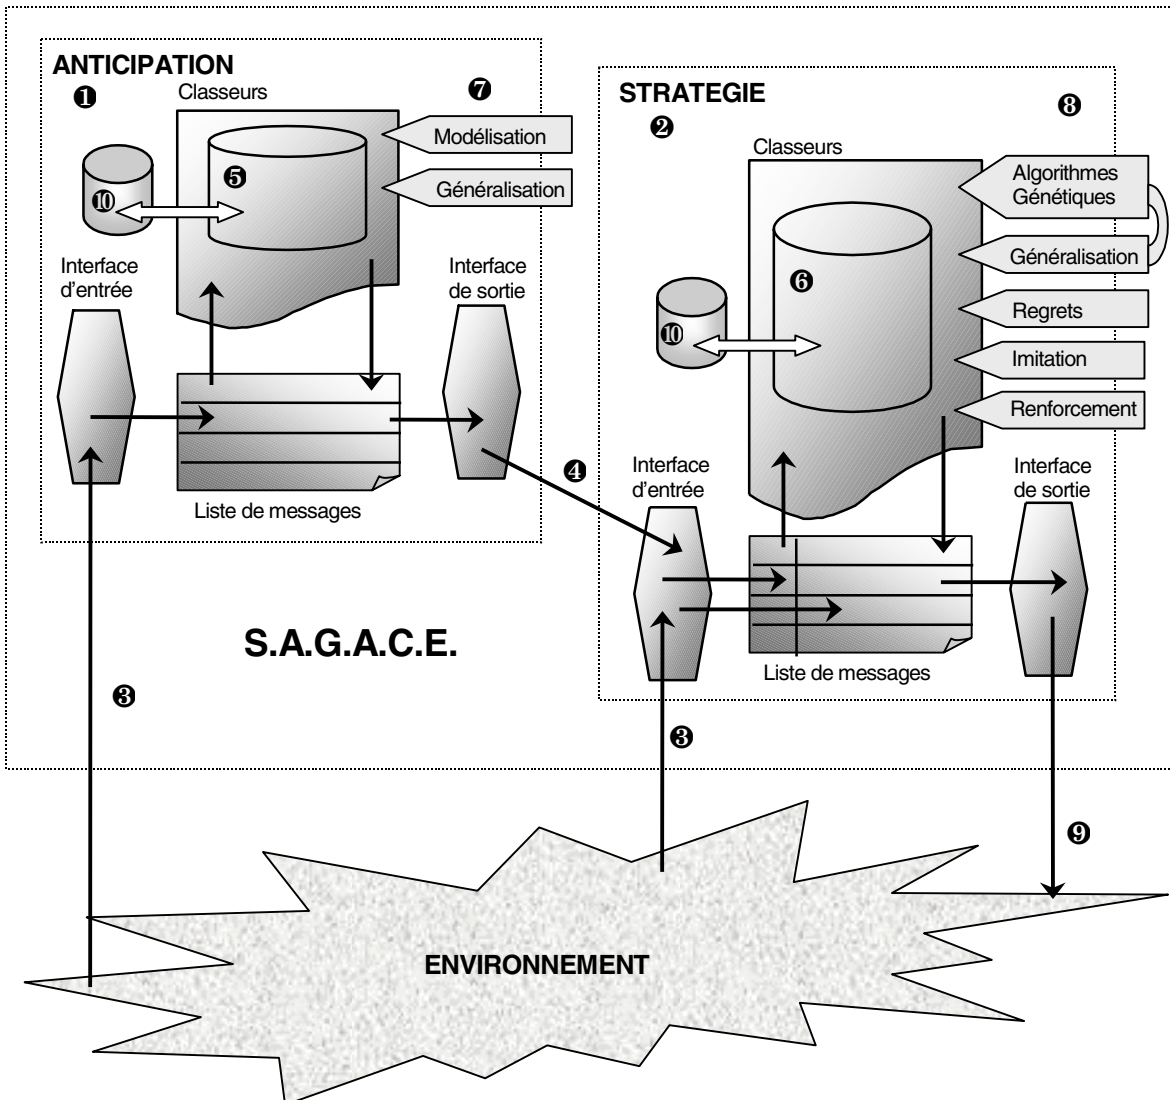 ANTICIPATION
❶
Classeurs
❼
Modélisation
❺
Généralisation
❿
Interface
d'entrée
Interface
de sortie
Liste de messages
❹
STRATEGIE
❷
❽
Classeurs
Algorithmes
Génétiques
Généralisation
❻
Regrets
❿
Imitation
Renforcement
Interface
d'entrée
Interface
de sortie
Liste de messages
S.A.G.A.C.E.
❸
❸
❾
ENVIRONNEMENT